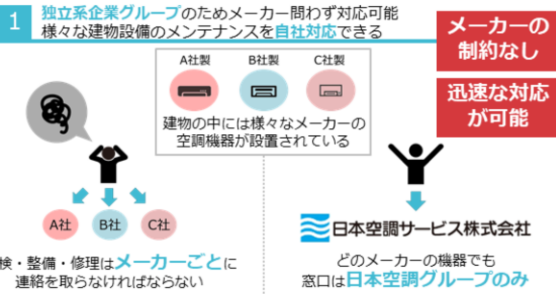 1
独立系企業グループのためメーカー問わず対応可能
様々な建物設備のメンテナンスを自社対応できる
メーカーの
制約なし
迅速な対応
が可能
A社製 B社製 C社製
建物の中には様々なメーカーの
空調機器が設置されている
A社 B社 C社
検・整備・修理はメーカーごとに
連絡を取らなければならない
日本空調サービス株式会社
どのメーカーの機器でも
窓口は日本空調グループのみ